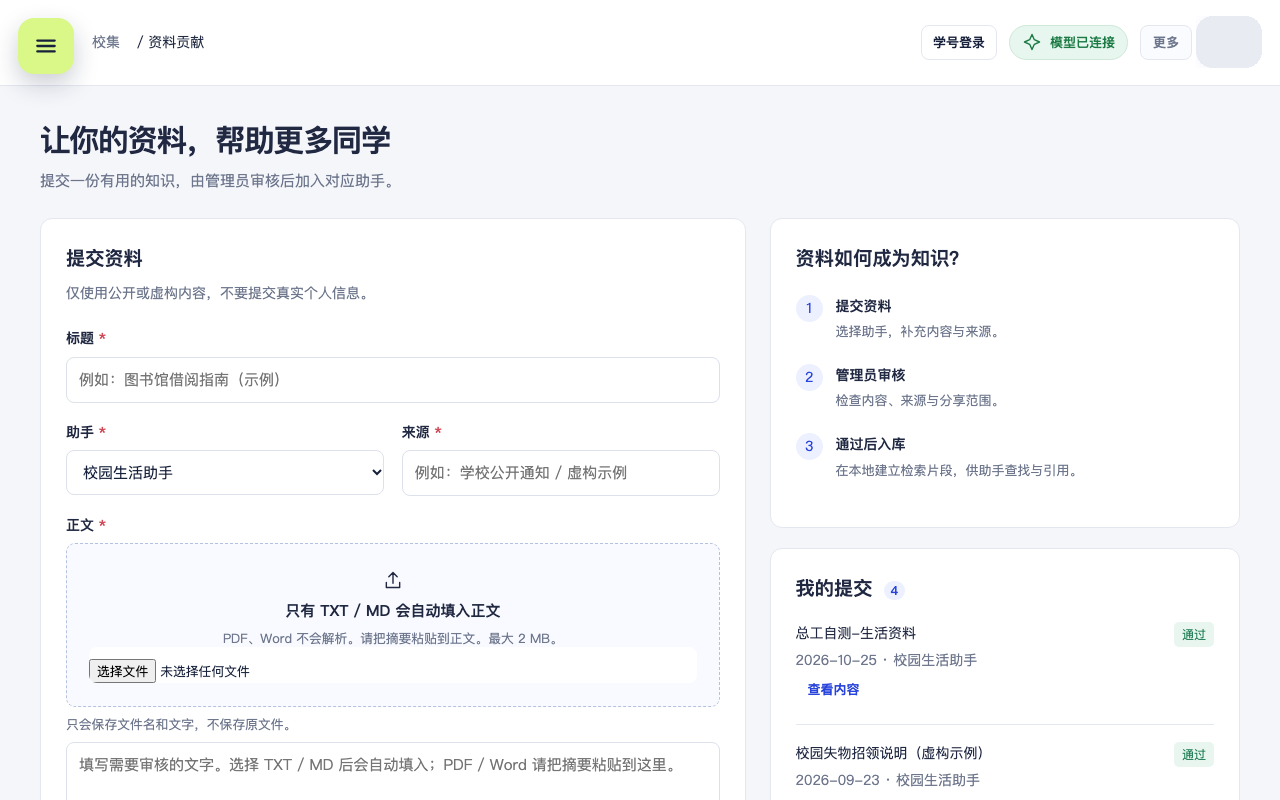 校集 / 资料贡献
学号登录
模型已连接
更多
让你的资料，帮助更多同学
提交一份有用的知识，由管理员审核后加入对应助手。
提交资料
仅使用公开或虚构内容，不要提交真实个人信息。
标题 *
例如：图书馆借阅指南（示例）
助手 *
来源 *
校园生活助手
例如：学校公开通知 / 虚构示例
正文 *
只有 TXT / MD 会自动填入正文
PDF、Word 不会解析。请把摘要粘贴到正文。最大 2 MB。
选择文件 未选择任何文件
只会保存文件名和文字，不保存原文件。
填写需要审核的文字。选择 TXT / MD 后会自动填入；PDF / Word 请把摘要粘贴到这里。
资料如何成为知识？
1 提交资料
选择助手，补充内容与来源。
2 管理员审核
检查内容、来源与分享范围。
3 通过后入库
在本地建立检索片段，供助手查找与引用。
我的提交 4
总工自测–生活资料
通过
2026-10-25 · 校园生活助手
查看内容
校园失物招领说明（虚构示例）
通过
2026-09-23 · 校园生活助手